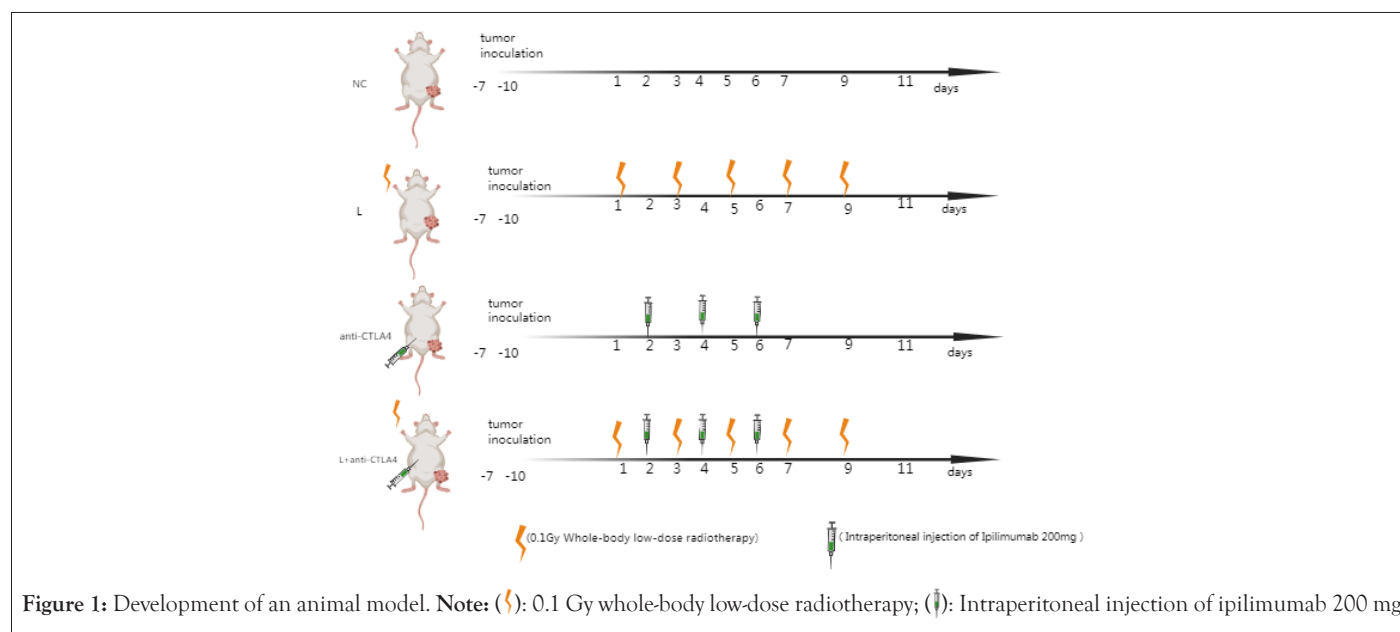 tumor
inoculation
NC
-7 -10 1 2 3 4 5 6 7 9 11 days
tumor
inoculation
L
-7 -10 1 2 3 4 5 6 7 9 11 days
tumor
inoculation
anti-CTLA4
-7 -10 1 2 3 4 5 6 7 9 11 days
tumor
inoculation
L+anti-CTLA4
-7 -10 1 2 3 4 5 6 7 9 11 days
(0.1Gy Whole-body low-dose radiotherapy) ( Intraperitoneal injection of Ipilimumab 200mg )
Figure 1: Development of an animal model. Note: ( ): 0.1 Gy whole-body low-dose radiotherapy; ( ): Intraperitoneal injection of ipilimumab 200 mg